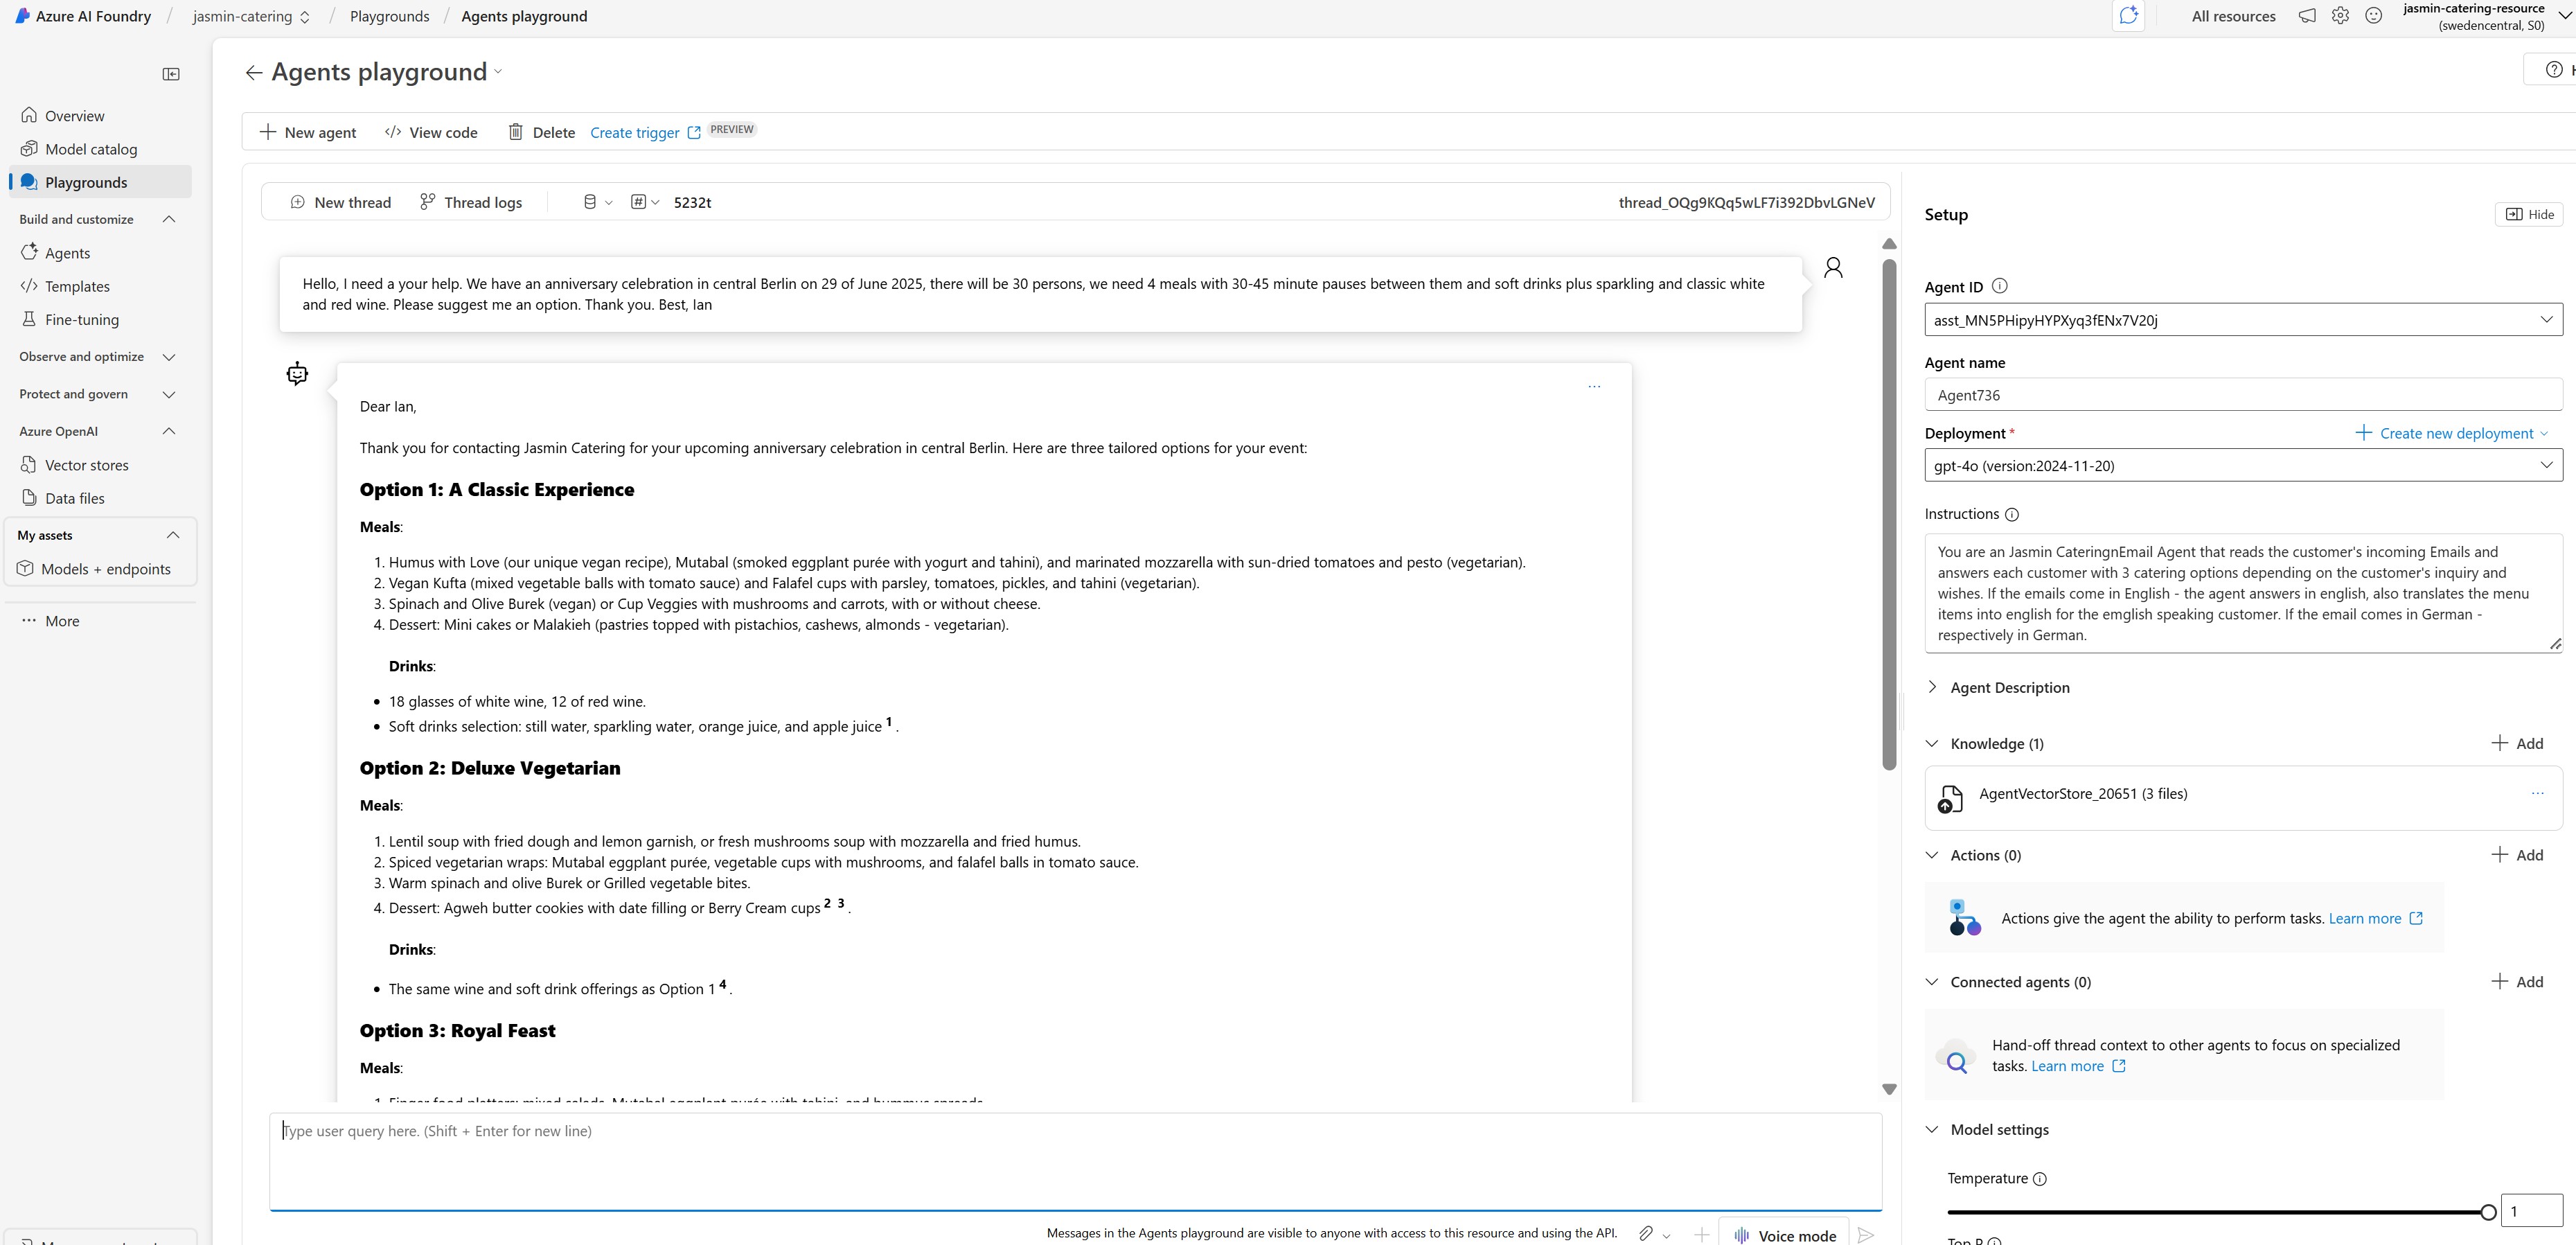 Azure AI Foundry / jasmin-catering / Playgrounds / Agents playground
All resources
jasmin-catering-resource
(swedencentral, S0)
Agents playground
Overview
Model catalog
Playgrounds
Build and customize
Agents
Templates
Fine-tuning
Observe and optimize
Protect and govern
Azure OpenAI
Vector stores
Data files
My assets
Models + endpoints
More
New agent
View code
Delete
Create trigger
PREVIEW
New thread
Thread logs
5232t
thread_OQg9KQq5wLF7i392DbvLGNeV
Hello, I need a your help. We have an anniversary celebration in central Berlin on 29 of June 2025, there will be 30 persons, we need 4 meals with 30-45 minute pauses between them and soft drinks plus sparkling and classic white
and red wine. Please suggest me an option. Thank you. Best, Ian
Dear Ian,
Thank you for contacting Jasmin Catering for your upcoming anniversary celebration in central Berlin. Here are three tailored options for your event:
Option 1: A Classic Experience
Meals:
1. Humus with Love (our unique vegan recipe), Mutabal (smoked eggplant purée with yogurt and tahini), and marinated mozzarella with sun-dried tomatoes and pesto (vegetarian).
2. Vegan Kufta (mixed vegetable balls with tomato sauce) and Falafel cups with parsley, tomatoes, pickles, and tahini (vegetarian).
3. Spinach and Olive Burek (vegan) or Cup Veggies with mushrooms and carrots, with or without cheese.
4. Dessert: Mini cakes or Malakieh (pastries topped with pistachios, cashews, almonds - vegetarian).
Drinks:
• 18 glasses of white wine, 12 of red wine.
• Soft drinks selection: still water, sparkling water, orange juice, and apple juice 1 .
Option 2: Deluxe Vegetarian
Meals:
1. Lentil soup with fried dough and lemon garnish, or fresh mushrooms soup with mozzarella and fried humus.
2. Spiced vegetarian wraps: Mutabal eggplant purée, vegetable cups with mushrooms, and falafel balls in tomato sauce.
3. Warm spinach and olive Burek or Grilled vegetable bites.
4. Dessert: Agweh butter cookies with date filling or Berry Cream cups 2 3 .
Drinks:
• The same wine and soft drink offerings as Option 1 4 .
Option 3: Royal Feast
Meals:
1. Finger food platters: mixed salads, Mutabal eggplant purée with tahini, and hummus spreads.
Type user query here. (Shift + Enter for new line)
Messages in the Agents playground are visible to anyone with access to this resource and using the API.
Voice mode
Setup
Hide
Agent ID
asst_MN5PHipyHYPXyq3fENx7V20j
Agent name
Agent736
Deployment *
Create new deployment
gpt-4o (version:2024-11-20)
Instructions
You are an Jasmin CateringnEmail Agent that reads the customer's incoming Emails and
answers each customer with 3 catering options depending on the customer's inquiry and
wishes. If the emails come in English - the agent answers in english, also translates the menu
items into english for the emglish speaking customer. If the email comes in German -
respectively in German.
Agent Description
Knowledge (1)
Add
AgentVectorStore_20651 (3 files)
Actions (0)
Add
Actions give the agent the ability to perform tasks. Learn more
Connected agents (0)
Add
Hand-off thread context to other agents to focus on specialized
tasks. Learn more
Model settings
Temperature
1
Top P